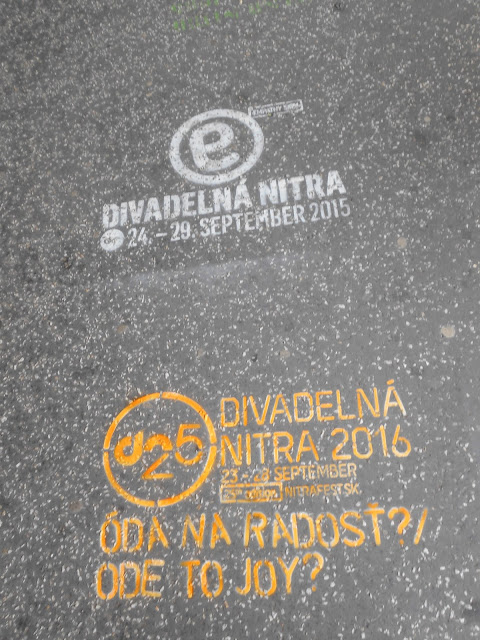 e
DIVADELNÁ NITRA
24. – 29. SEPTEMBER 2015
d25
DIVADELNÁ
NITRA 2016
SEPTEMBER
NITRAFEST.SK
ÓDA NA RADOSŤ?/
ODE TO JOY?